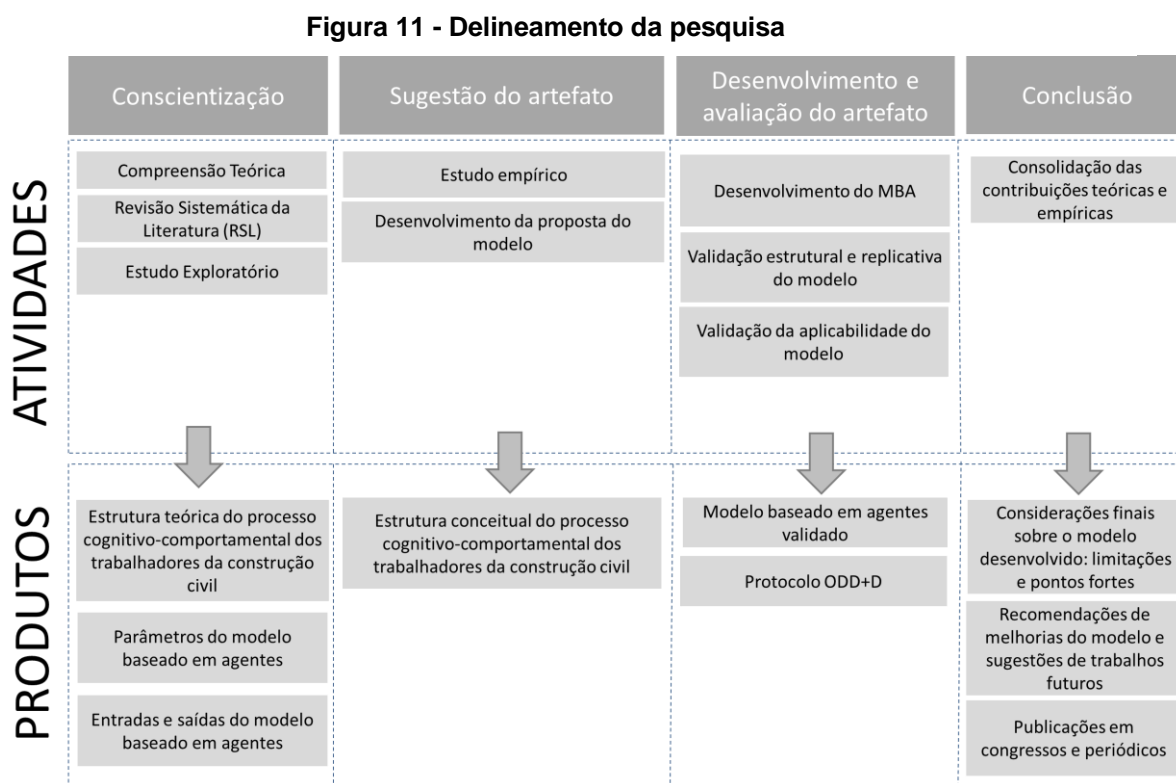 Figura 11 - Delineamento da pesquisa
Conscientização
Sugestão do artefato
Desenvolvimento e
avaliação do artefato
Conclusão
ATIVIDADES
Compreensão Teórica
Revisão Sistemática da
Literatura (RSL)
Estudo Exploratório
Estudo empírico
Desenvolvimento da proposta do
modelo
Desenvolvimento do MBA
Validação estrutural e replicativa
do modelo
Validação da aplicabilidade do
modelo
Consolidação das
contribuições teóricas e
empíricas
PRODUTOS
Estrutura teórica do processo
cognitivo-comportamental dos
trabalhadores da construção
civil
Parâmetros do modelo
baseado em agentes
Entradas e saídas do modelo
baseado em agentes
Estrutura conceitual do processo
cognitivo-comportamental dos
trabalhadores da construção civil
Modelo baseado em agentes
validado
Protocolo ODD+D
Considerações finais
sobre o modelo
desenvolvido: limitações
e pontos fortes
Recomendações de
melhorias do modelo e
sugestões de trabalhos
futuros
Publicações em
congressos e periódicos